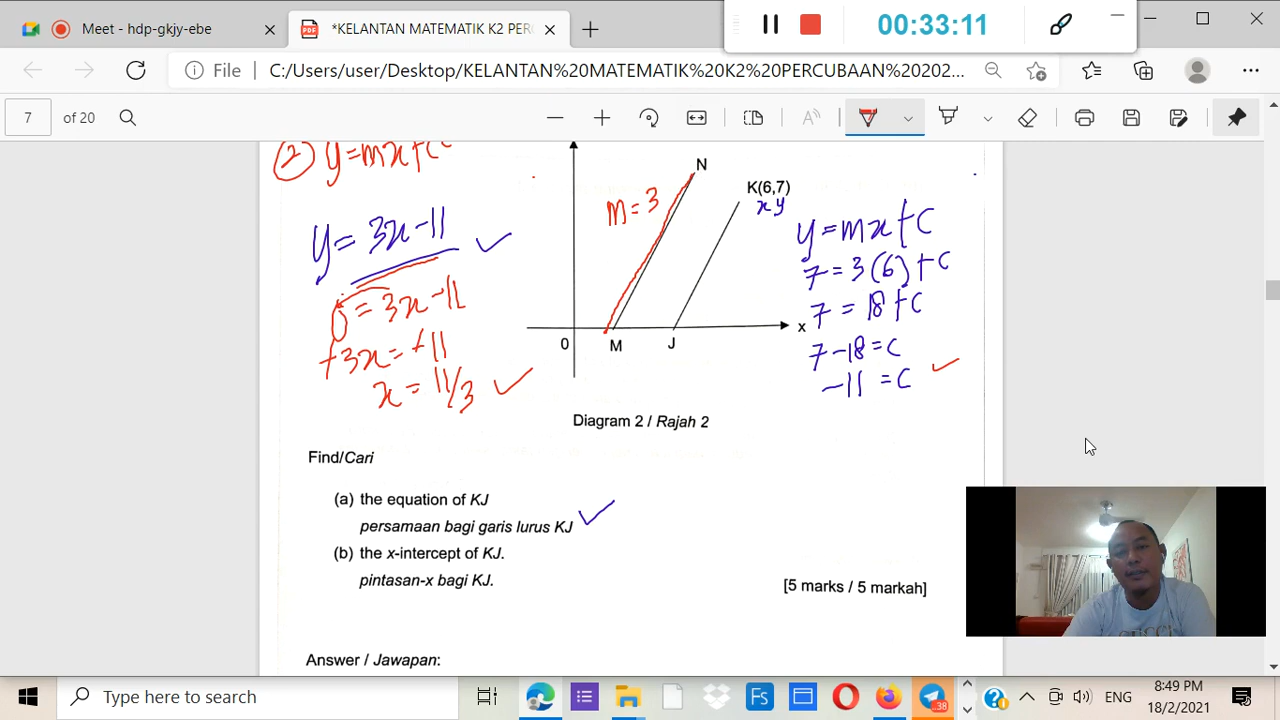 Meet - hdp-gkjy-ebe
*KELANTAN MATEMATIK K2 PER
00:33:11
File
C:/Users/user/Desktop/KELANTAN%20MATEMATIK%20K2%20PERCUBAAN%20202...
7 of 20
② y=mx+c
y=3x-11
0=3x-11
+3x=+11
x=11/3
N
K(6,7)
x y
m=3
x
0
M
J
y=mx+c
7=3(6)+c
7=18+c
7-18=c
-11=c
Diagram 2 / Rajah 2
Find/Cari
(a) the equation of KJ
persamaan bagi garis lurus KJ
(b) the x-intercept of KJ.
pintasan-x bagi KJ.
[5 marks / 5 markah]
Answer / Jawapan:
GUCCI
Type here to search
Fs
38
ENG
8:49 PM
18/2/2021
3